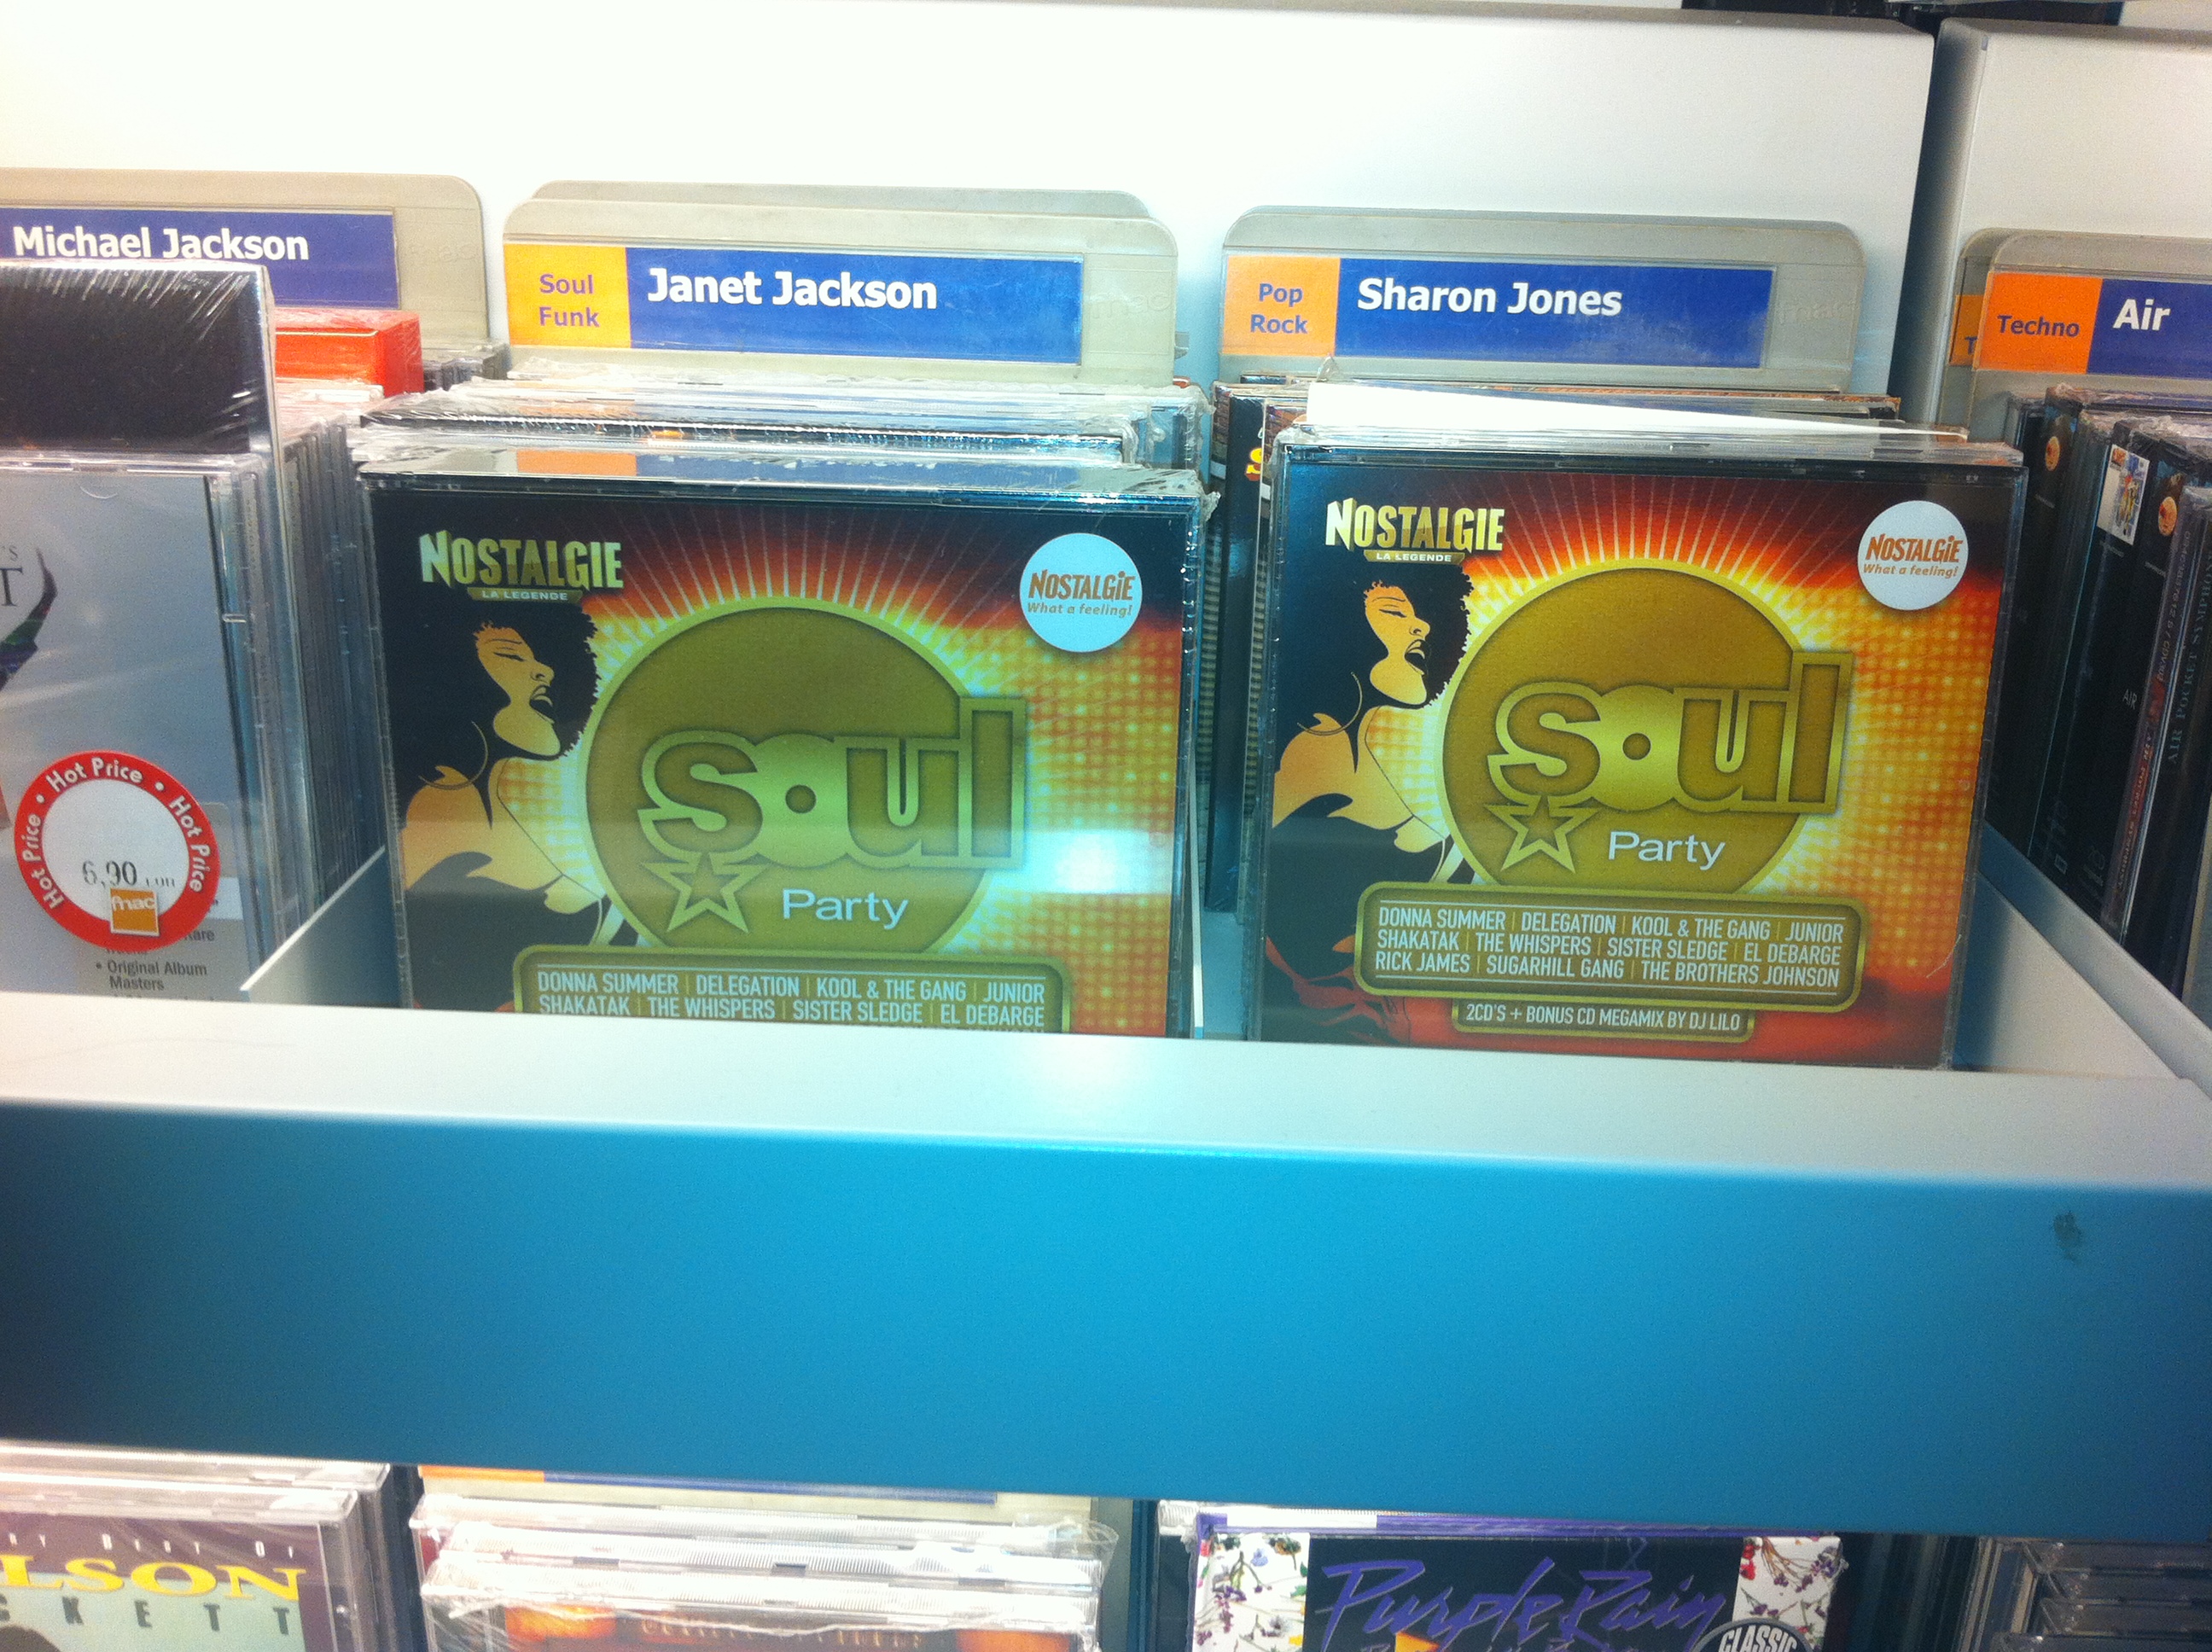 Michael Jackson
Soul
Funk
Janet Jackson
Pop
Rock
Sharon Jones
Techno
Air
NOSTALGIE
LA LEGENDE
NOSTALGiE
What a feeling!
soul
Party
DONNA SUMMER | DELEGATION | KOOL & THE GANG | JUNIOR
SHAKATAK | THE WHISPERS | SISTER SLEDGE | EL DEBARGE
NOSTALGIE
LA LEGENDE
NOSTALGiE
What a feeling!
soul
Party
DONNA SUMMER | DELEGATION | KOOL & THE GANG | JUNIOR
SHAKATAK | THE WHISPERS | SISTER SLEDGE | EL DEBARGE
RICK JAMES | SUGARHILL GANG | THE BROTHERS JOHNSON
2CD'S + BONUS CD MEGAMIX BY DJ LILO
Hot Price • Hot Price • Hot Price
6,90
fnac
• Original Album
Masters
AIR
LSON
CKETT
Purple Rain
CLASSIC